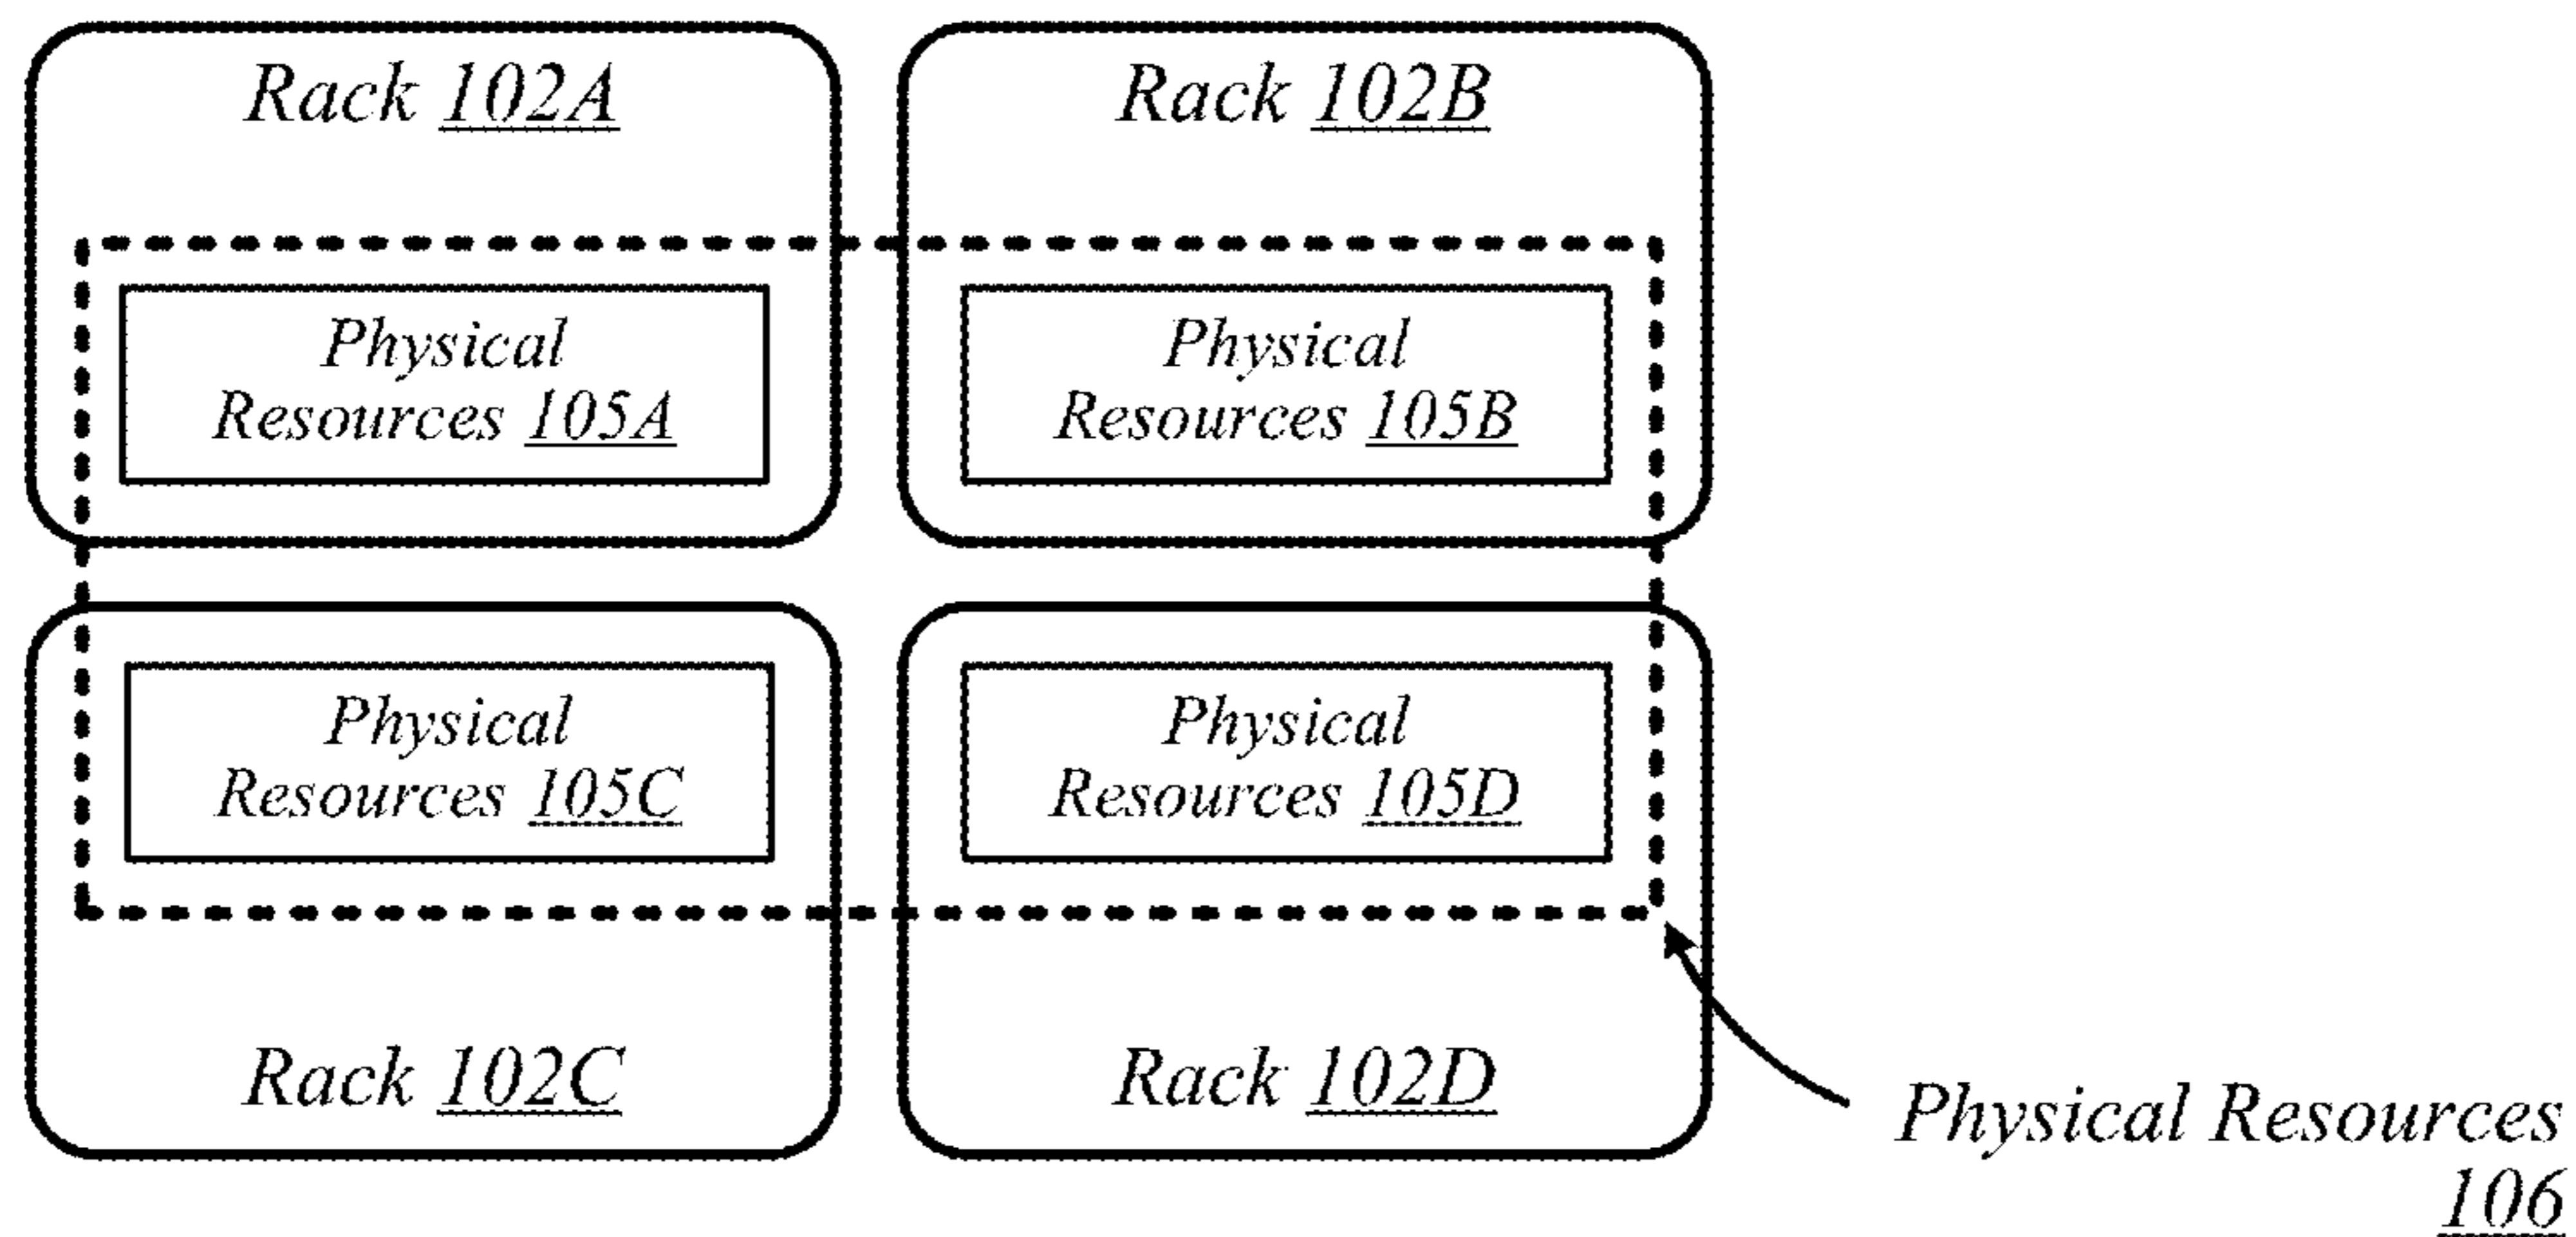 Rack 102A
Rack 102B
Physical
Resources 105A
Physical
Resources 105B
Physical
Resources 105C
Physical
Resources 105D
Rack 102C
Rack 102D
Physical Resources
106